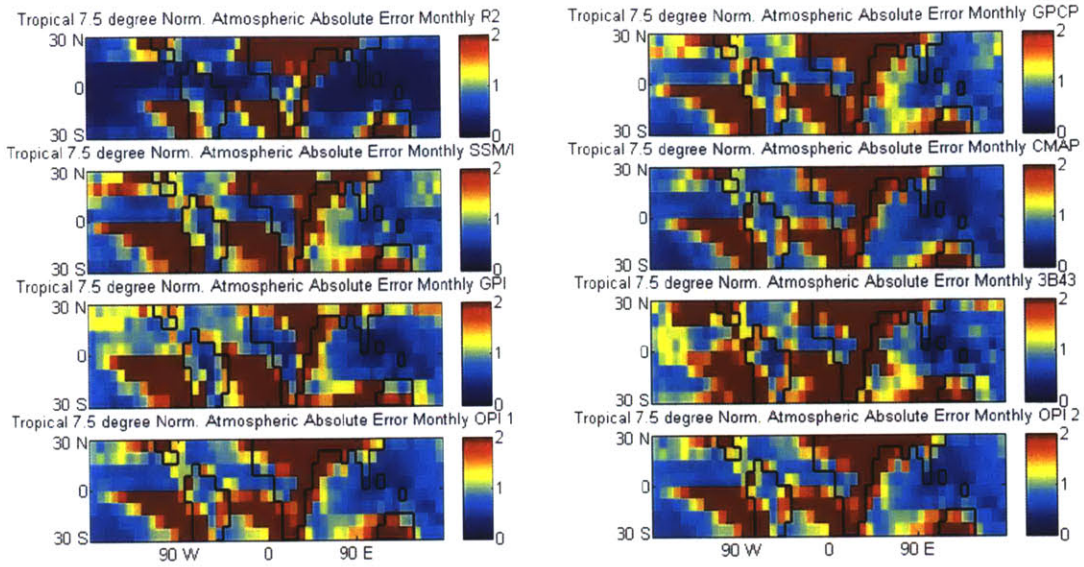 Tropical 7.5 degree Norm. Atmospheric Absolute Error Monthly R2
30 N
0
30 S
2
1
0
Tropical 7.5 degree Norm. Atmospheric Absolute Error Monthly SSM/I
30 N
0
30 S
2
1
0
Tropical 7.5 degree Norm. Atmospheric Absolute Error Monthly GPI
30 N
0
30 S
2
1
0
Tropical 7.5 degree Norm. Atmospheric Absolute Error Monthly OPI 1
30 N
0
30 S
90 W
0
90 E
2
1
0
Tropical 7.5 degree Norm. Atmospheric Absolute Error Monthly GPCP
30 N
0
30 S
2
1
0
Tropical 7.5 degree Norm. Atmospheric Absolute Error Monthly CMAP
30 N
0
30 S
2
1
0
Tropical 7.5 degree Norm. Atmospheric Absolute Error Monthly 3B43
30 N
0
30 S
2
1
0
Tropical 7.5 degree Norm. Atmospheric Absolute Error Monthly OPI 2
30 N
0
30 S
90 W
0
90 E
2
1
0